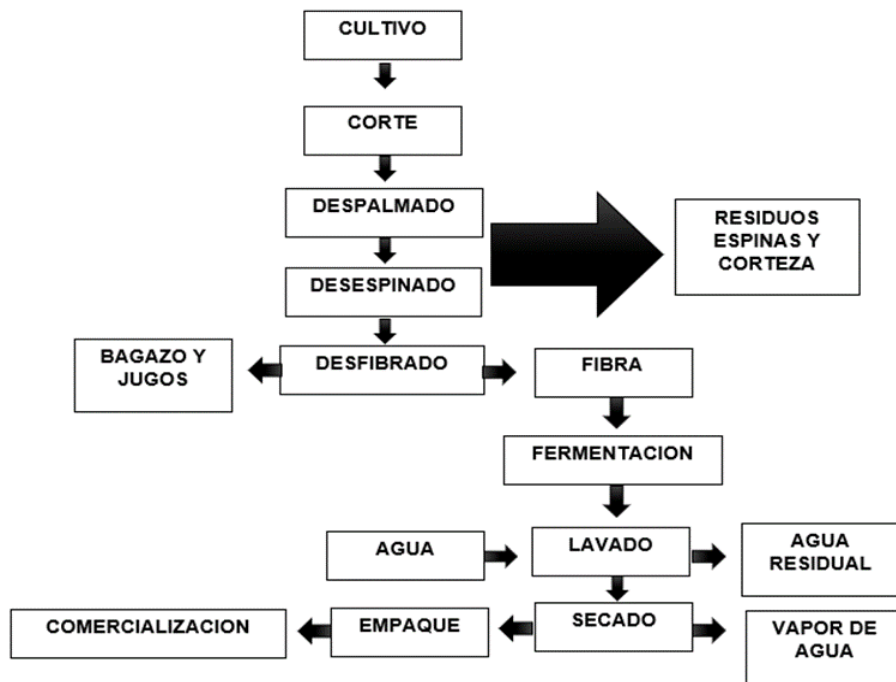 CULTIVO
CORTE
DESPALMADO
RESIDUOS
ESPINAS Y
CORTEZA
DESESPINADO
BAGAZO Y
JUGOS
DESFIBRADO
FIBRA
FERMENTACION
AGUA
LAVADO
AGUA
RESIDUAL
COMERCIALIZACION
EMPAQUE
SECADO
VAPOR DE
AGUA